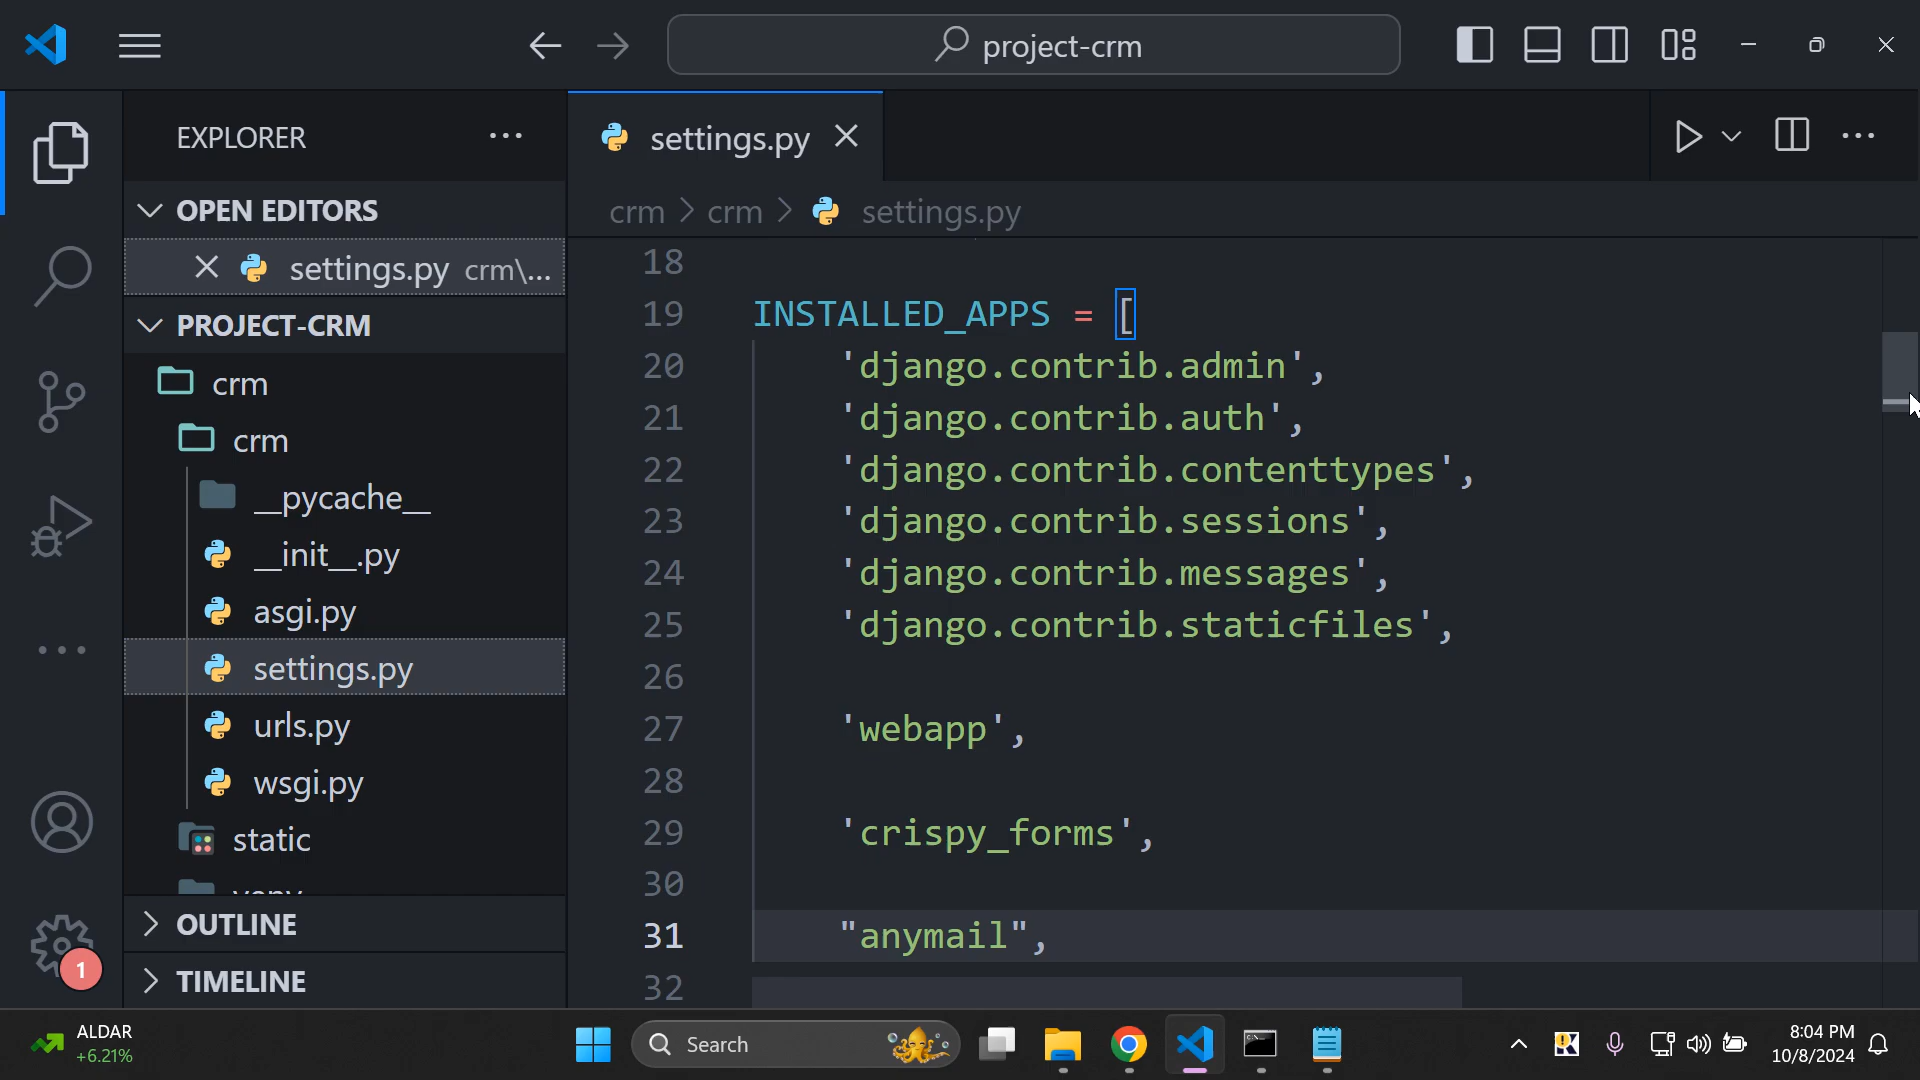 project-crm
EXPLORER
settings.py
OPEN EDITORS
settings.py crm\...
crm > crm > settings.py
PROJECT-CRM
crm
crm
__pycache__
__init__.py
asgi.py
settings.py
urls.py
wsgi.py
static
venv
OUTLINE
TIMELINE
1
18
19 INSTALLED_APPS = [
20 'django.contrib.admin',
21 'django.contrib.auth',
22 'django.contrib.contenttypes',
23 'django.contrib.sessions',
24 'django.contrib.messages',
25 'django.contrib.staticfiles',
26
27 'webapp',
28
29 'crispy_forms',
30
31 "anymail",
32
ALDAR
+6.21%
Search
8:04 PM
10/8/2024